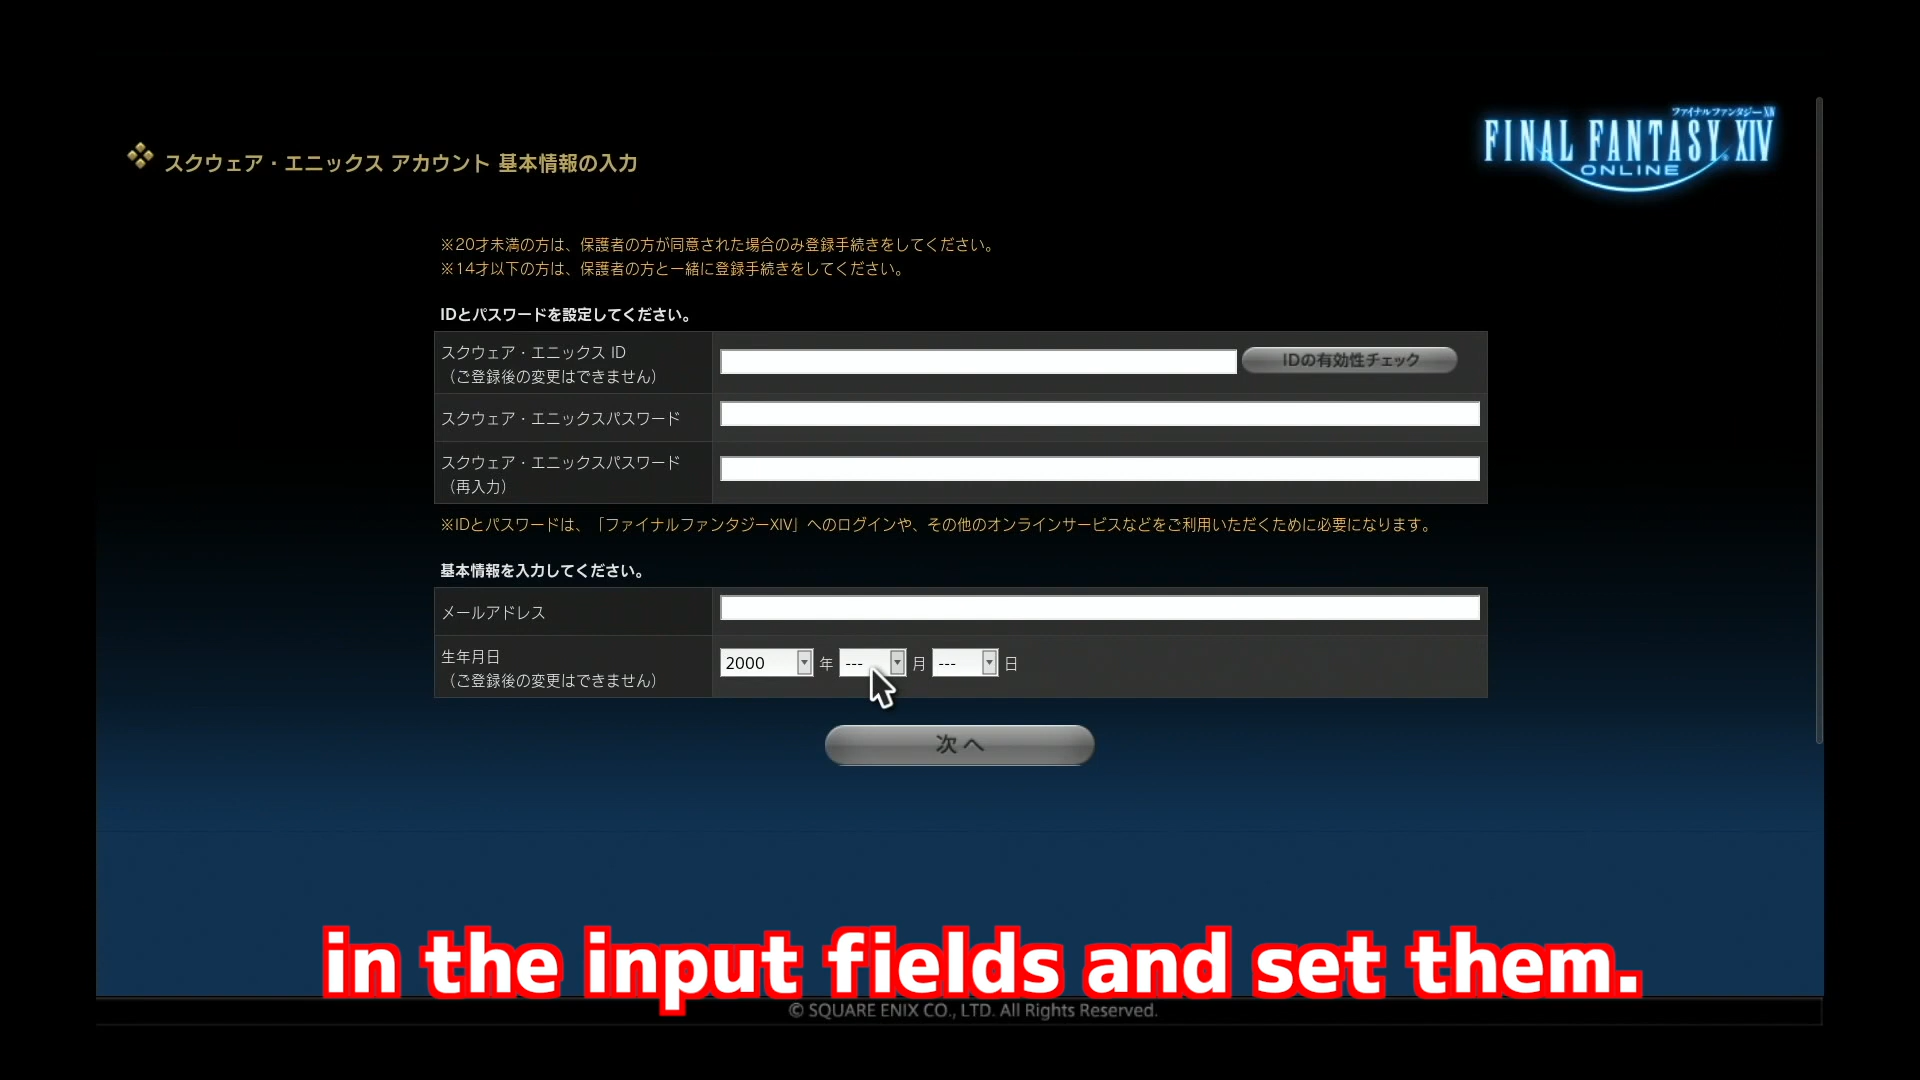 ファイナルファンタジーXIV
FINAL FANTASY XIV
ONLINE
スクウェア・エニックス アカウント 基本情報の入力
※20才未満の方は、保護者の方が同意された場合のみ登録手続きをしてください。
※14才以下の方は、保護者の方と一緒に登録手続きをしてください。
IDとパスワードを設定してください。
スクウェア・エニックス ID
（ご登録後の変更はできません）
IDの有効性チェック
スクウェア・エニックスパスワード
スクウェア・エニックスパスワード
（再入力）
※IDとパスワードは、「ファイナルファンタジーXIV」へのログインや、その他のオンラインサービスなどをご利用いただくために必要になります。
基本情報を入力してください。
メールアドレス
生年月日
（ご登録後の変更はできません）
2000 年 --- 月 --- 日
次へ
in the input fields and set them.
© SQUARE ENIX CO., LTD. All Rights Reserved.